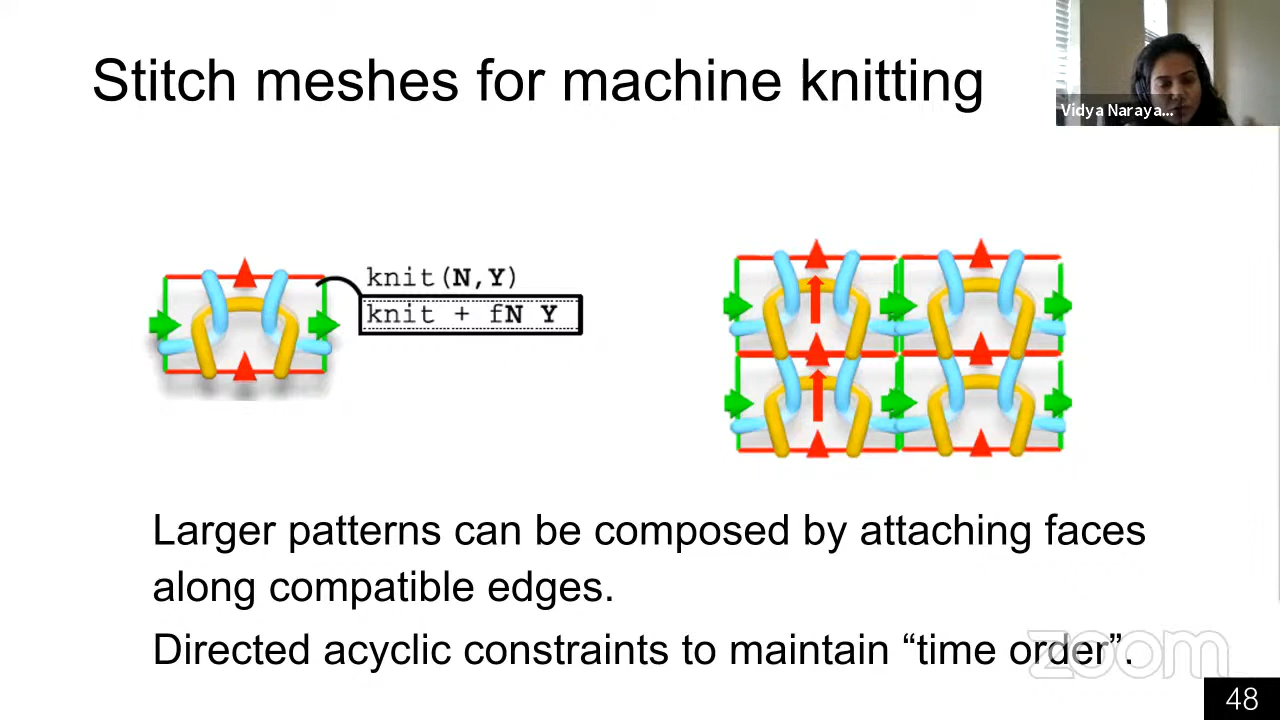 Stitch meshes for machine knitting
Vidya Naraya...
knit(N,Y)
knit + fN Y
Larger patterns can be composed by attaching faces
along compatible edges.
Directed acyclic constraints to maintain “time order”.
zoom
48